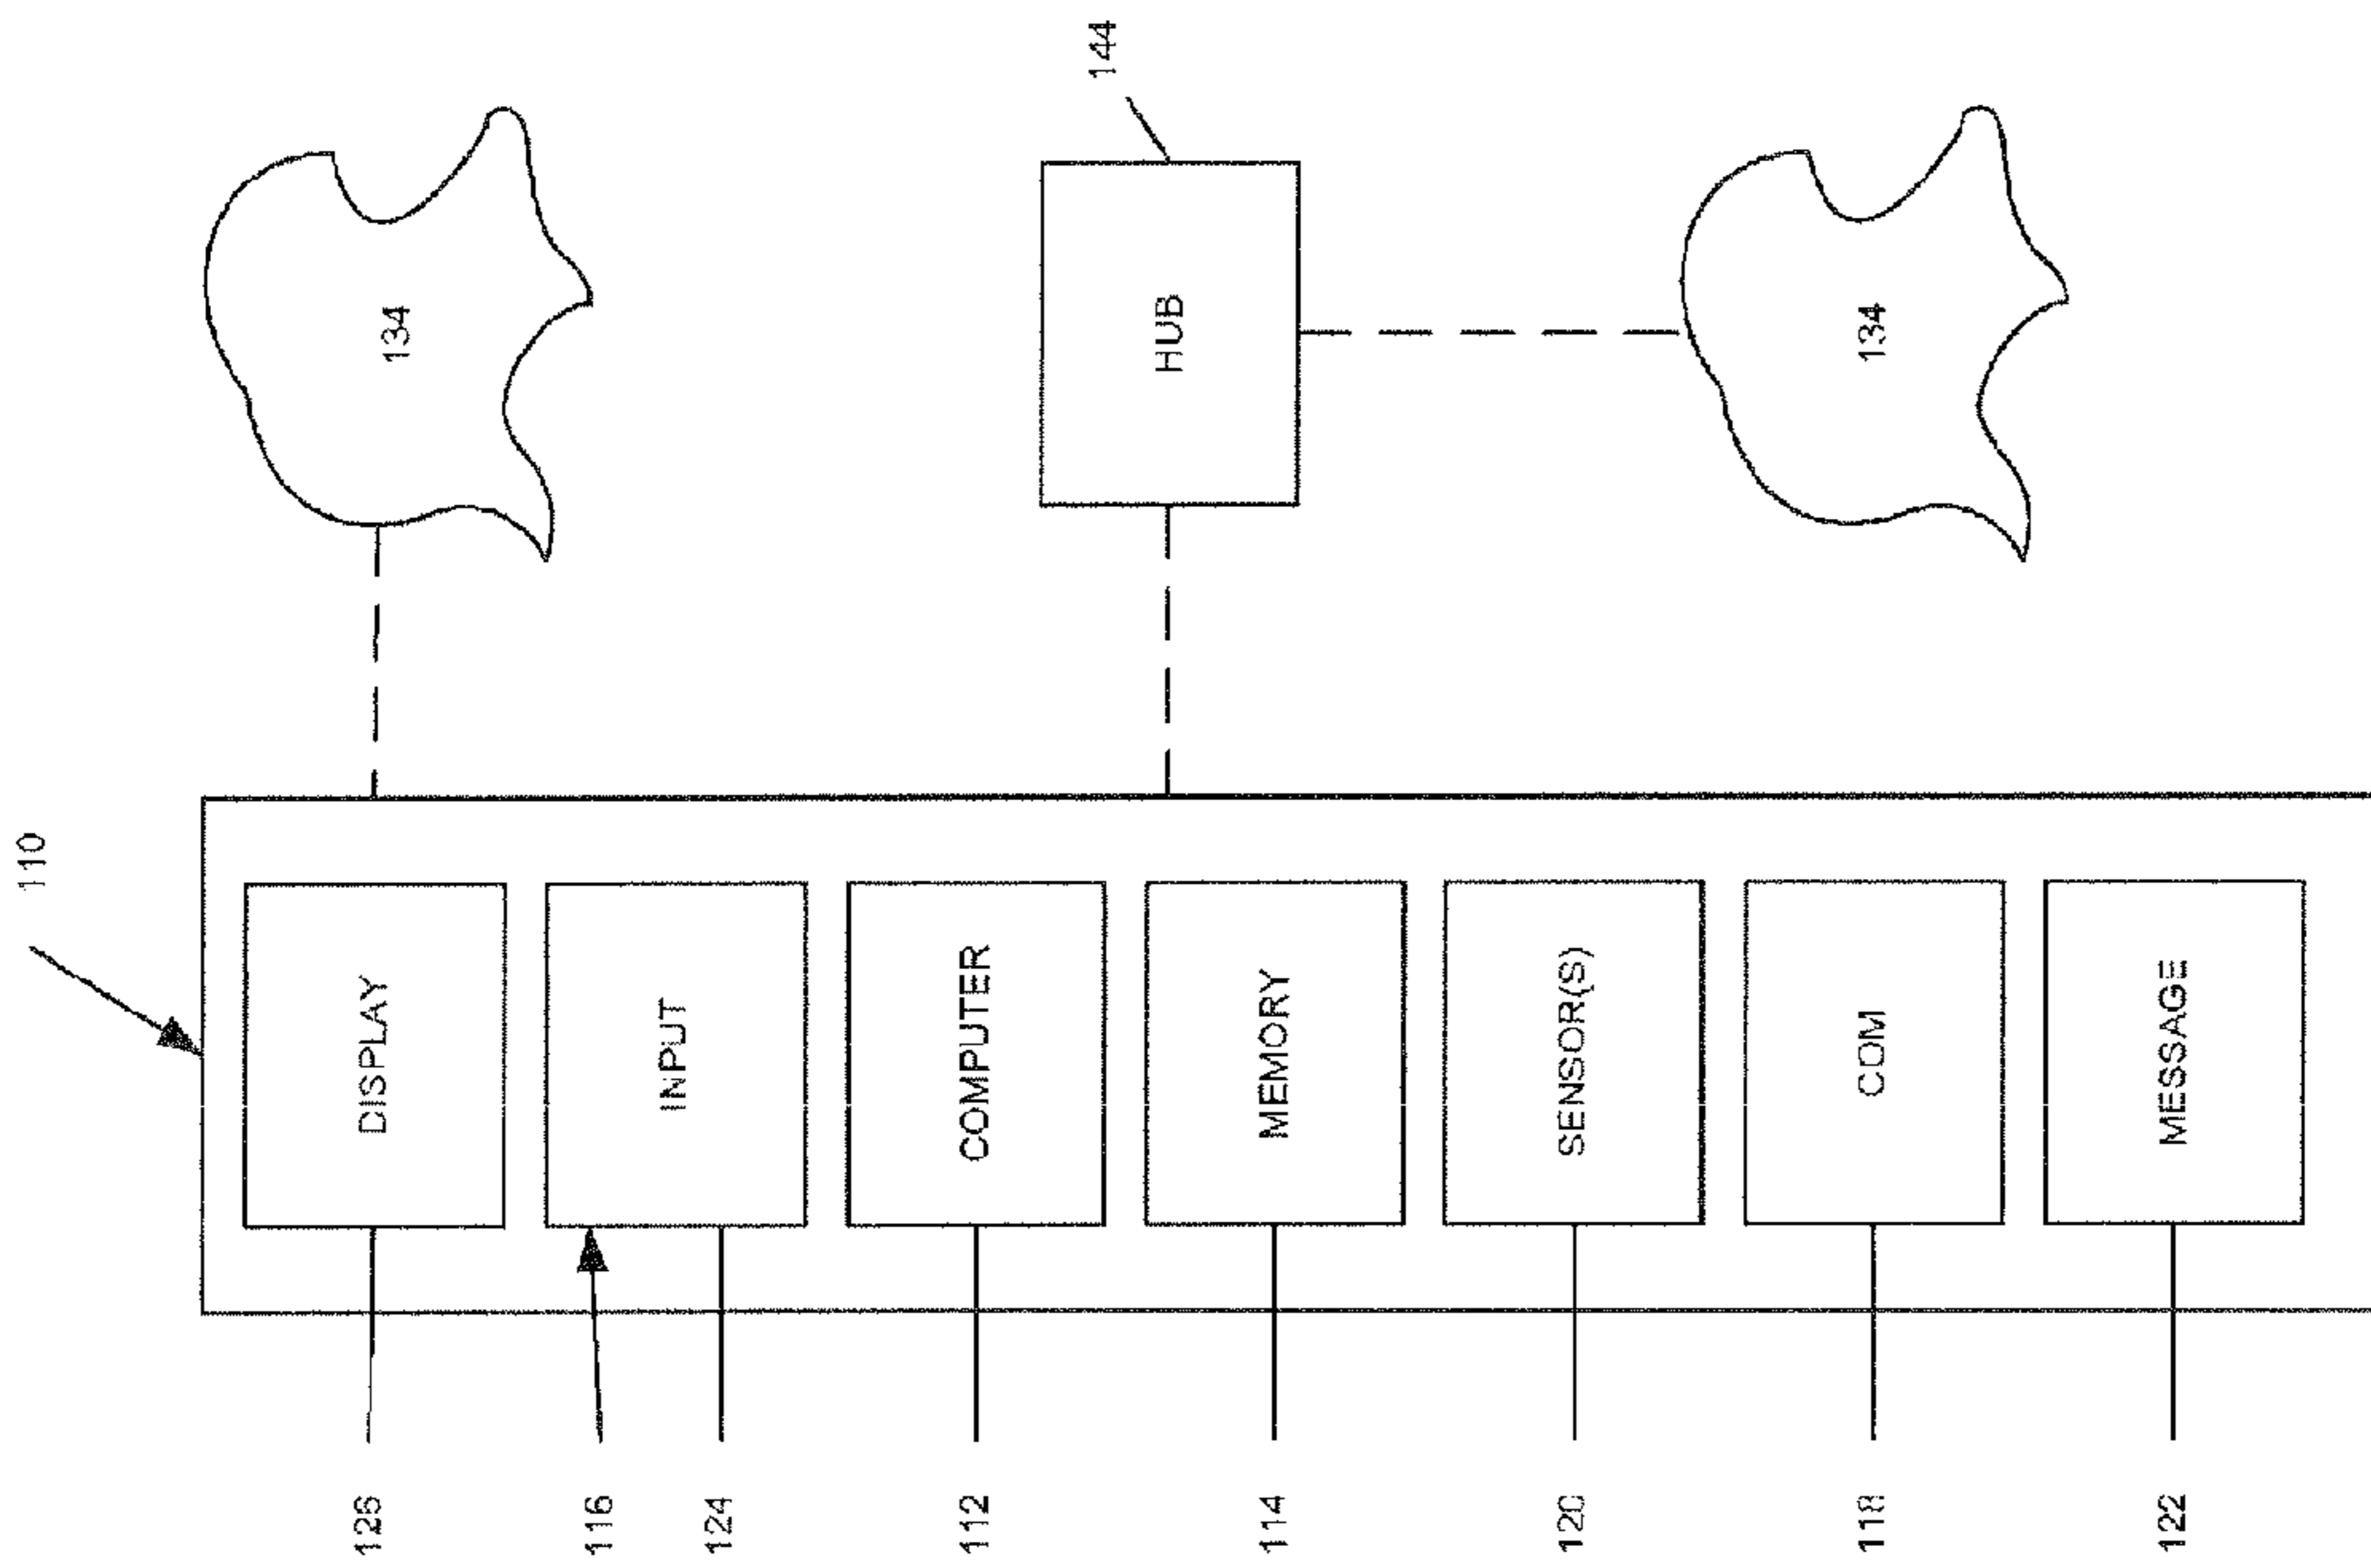 110
126
DISPLAY
134
116
INPUT
124
112
COMPUTER
144
HUB
114
MEMORY
120
SENSOR(S)
118
COM
134
122
MESSAGE